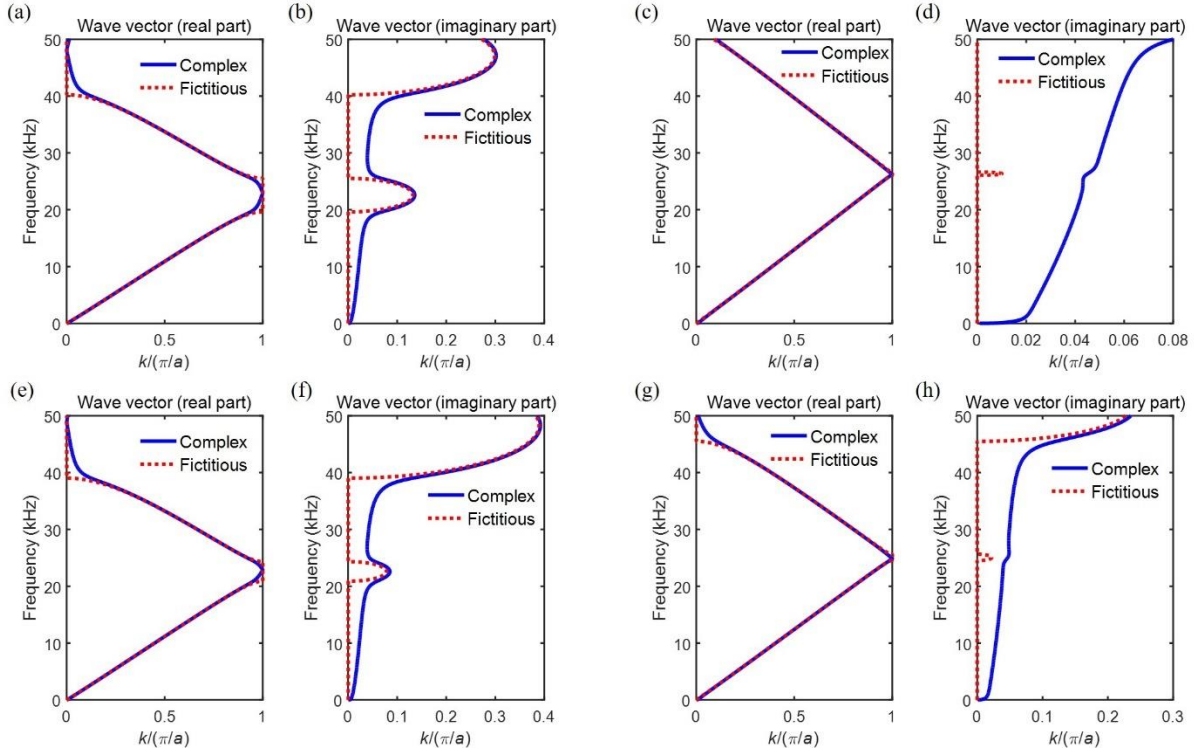 (a)
Wave vector (real part)
50
40
30
20
10
0
Frequency (kHz)
Complex
Fictitious
0 0.5 1
k/(π/a)
(b)
Wave vector (imaginary part)
50
40
30
20
10
0
Frequency (kHz)
Complex
Fictitious
0 0.1 0.2 0.3 0.4
k/(π/a)
(c)
Wave vector (real part)
50
40
30
20
10
0
Frequency (kHz)
Complex
Fictitious
0 0.5 1
k/(π/a)
(d)
Wave vector (imaginary part)
50
40
30
20
10
0
Frequency (kHz)
Complex
Fictitious
0 0.02 0.04 0.06 0.08
k/(π/a)
(e)
Wave vector (real part)
50
40
30
20
10
0
Frequency (kHz)
Complex
Fictitious
0 0.5 1
k/(π/a)
(f)
Wave vector (imaginary part)
50
40
30
20
10
0
Frequency (kHz)
Complex
Fictitious
0 0.1 0.2 0.3 0.4
k/(π/a)
(g)
Wave vector (real part)
50
40
30
20
10
0
Frequency (kHz)
Complex
Fictitious
0 0.5 1
k/(π/a)
(h)
Wave vector (imaginary part)
50
40
30
20
10
0
Frequency (kHz)
Complex
Fictitious
0 0.1 0.2 0.3
k/(π/a)